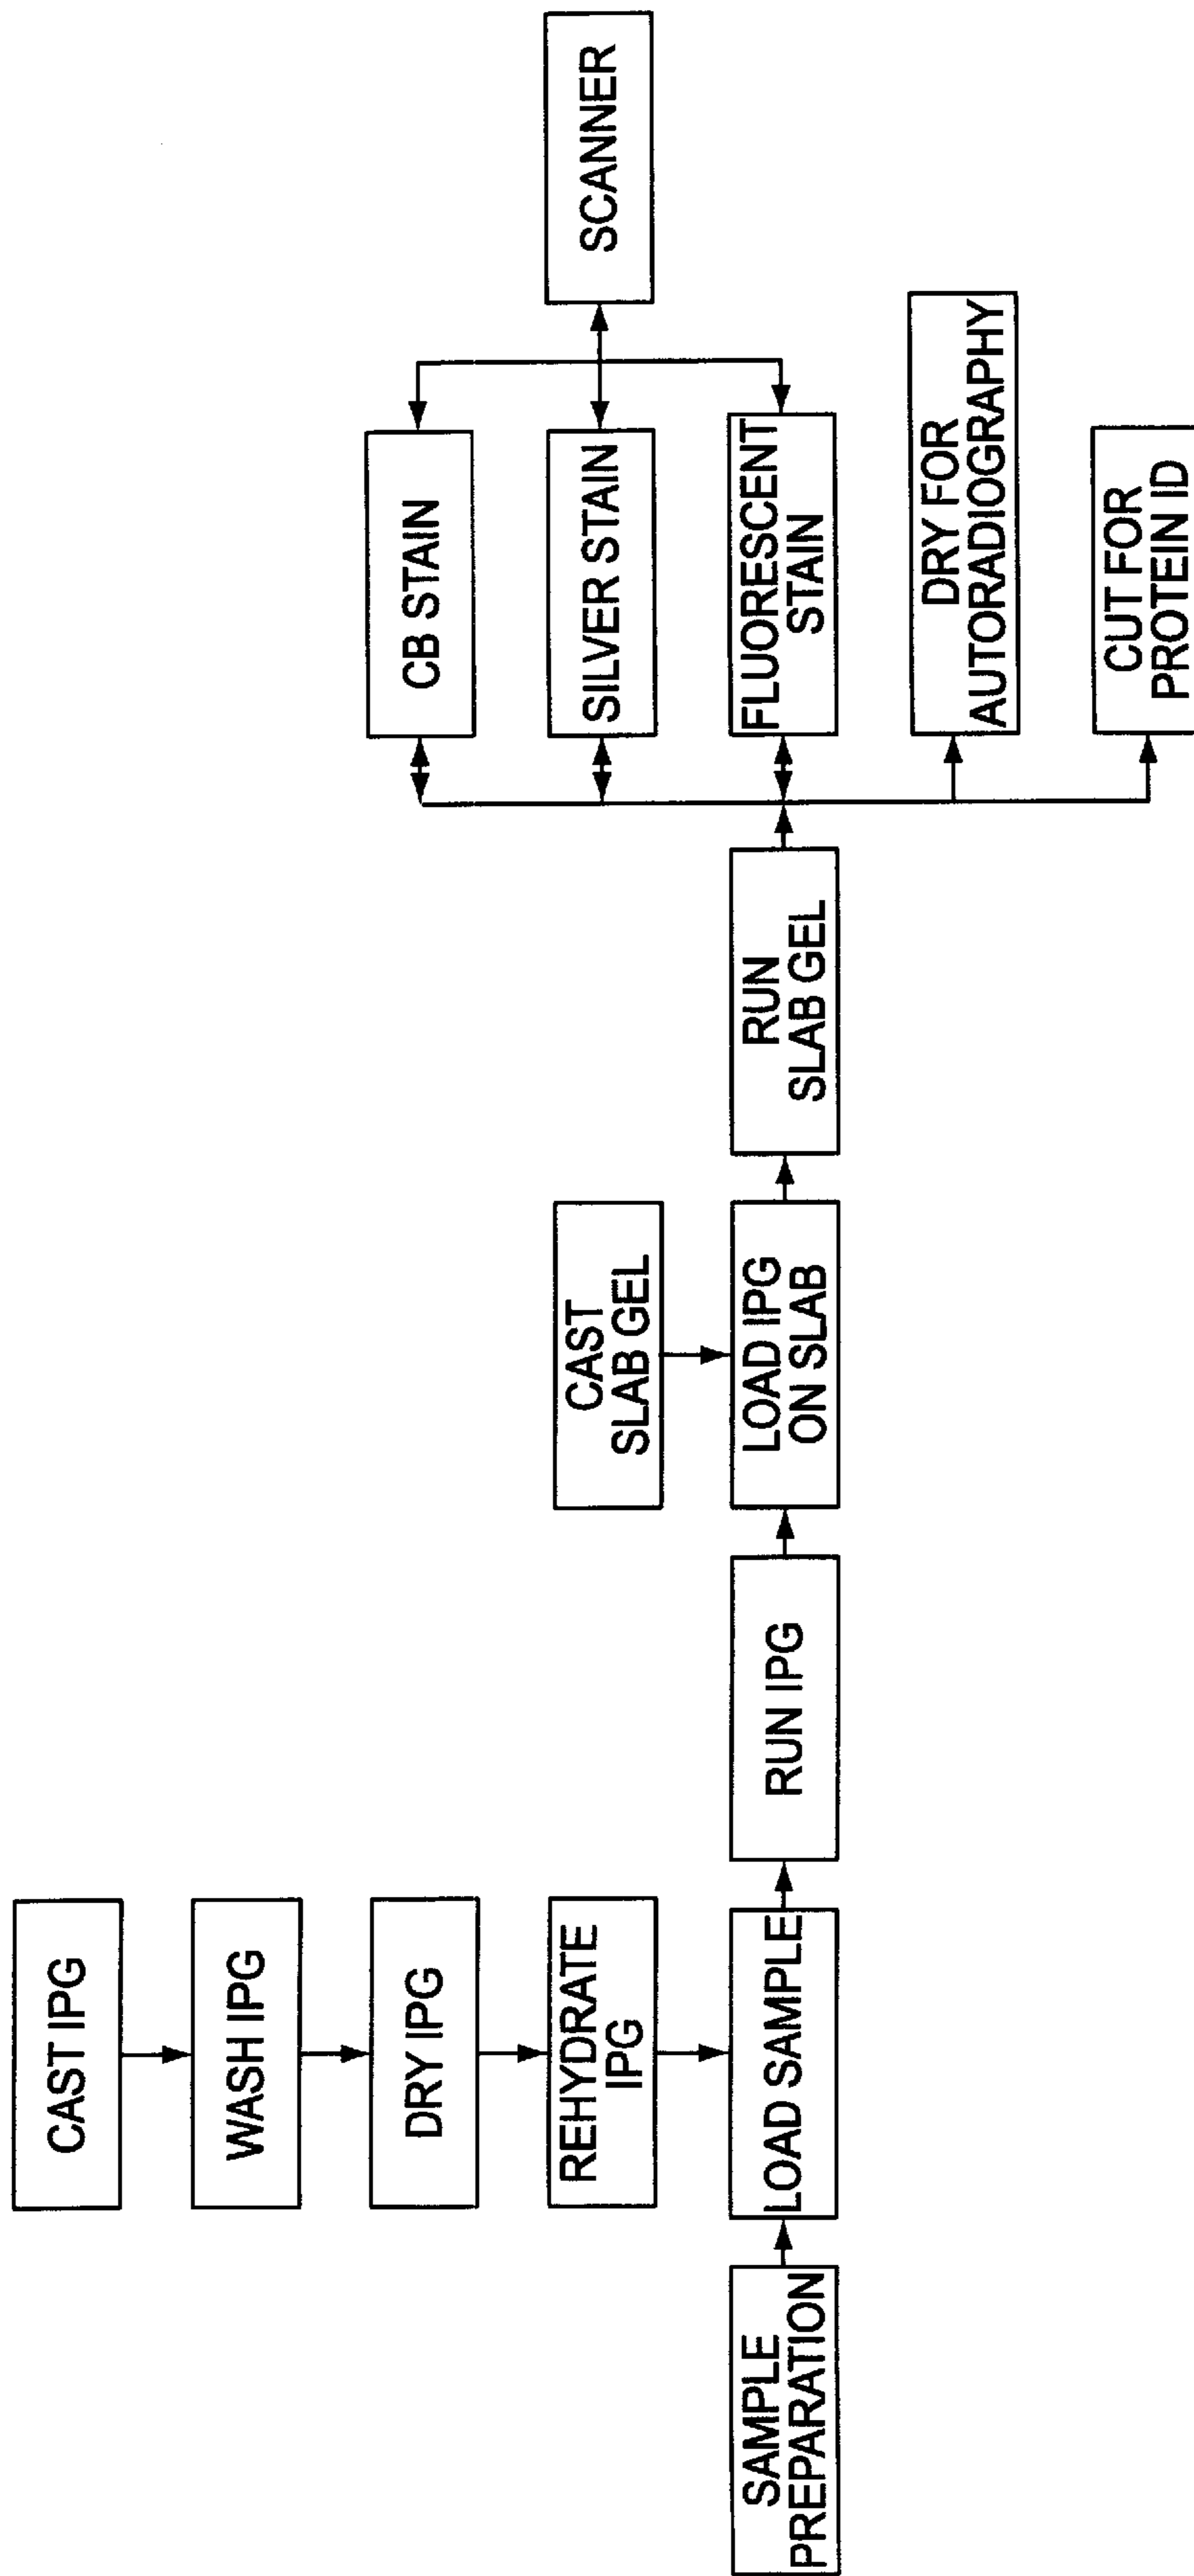 CAST IPG
WASH IPG
DRY IPG
REHYDRATE
IPG
SAMPLE
PREPARATION
LOAD SAMPLE
RUN IPG
CAST
SLAB GEL
LOAD IPG
ON SLAB
RUN
SLAB GEL
CB STAIN
SILVER STAIN
FLUORESCENT
STAIN
DRY FOR
AUTORADIOGRAPHY
CUT FOR
PROTEIN ID
SCANNER